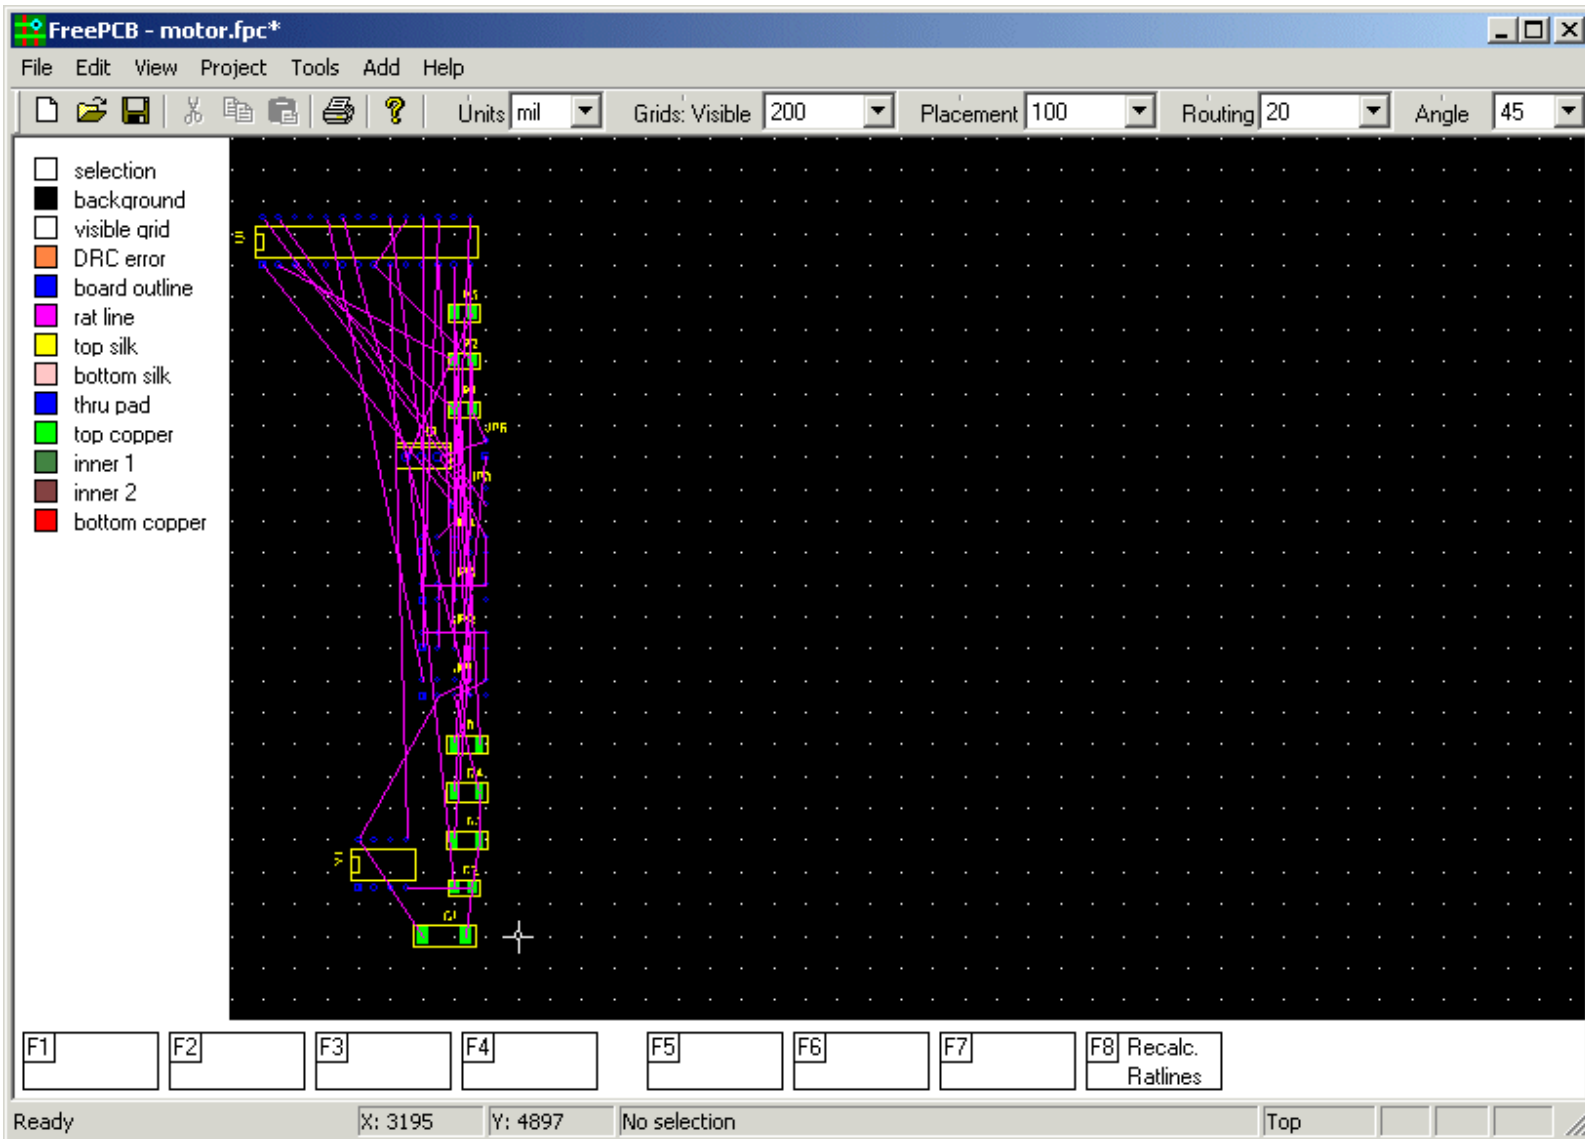 FreePCB - motor.fpc*
File Edit View Project Tools Add Help
Units mil Grids: Visible 200 Placement 100 Routing 20 Angle 45
selection
background
visible grid
DRC error
board outline
rat line
top silk
bottom silk
thru pad
top copper
inner 1
inner 2
bottom copper
JP6
F1 F2 F3 F4 F5 F6 F7 F8 Recalc.
Ratlines
Ready X: 3195 Y: 4897 No selection Top